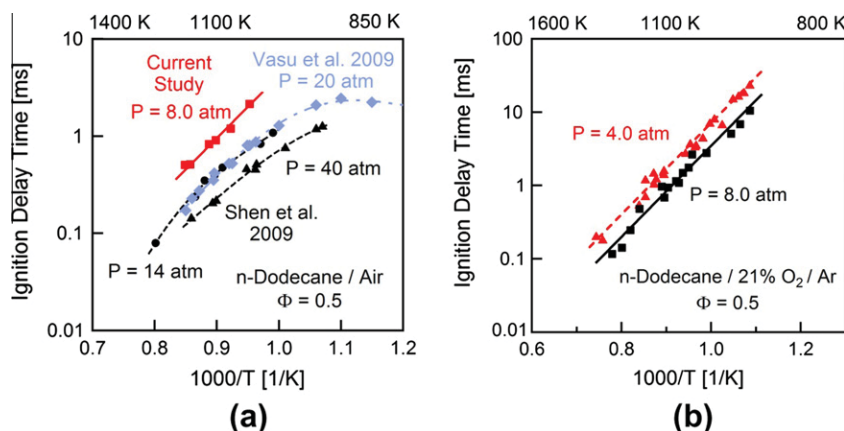 1400 K 1100 K 850 K
10
1
0.1
0.01
Ignition Delay Time [ms]
Current
Study
P = 8.0 atm
Vasu et al. 2009
P = 20 atm
P = 40 atm
Shen et al.
2009
P = 14 atm
n-Dodecane / Air
Φ = 0.5
0.7 0.8 0.9 1.0 1.1 1.2
1000/T [1/K]
(a)
1600 K 1100 K 800 K
100
10
1
0.1
0.01
Ignition Delay Time [ms]
P = 4.0 atm
P = 8.0 atm
n-Dodecane / 21% O₂ / Ar
Φ = 0.5
0.6 0.8 1.0 1.2
1000/T [1/K]
(b)